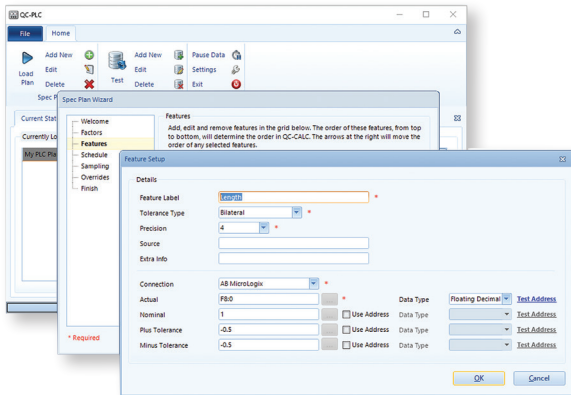 QC-PLC
File Home
Load Plan
Add New
Edit
Delete
Test
Add New
Edit
Delete
Pause Data
Settings
Exit
Spec P
Current Stat
Currently Lo
My PLC Pla
Spec Plan Wizard
Welcome
Factors
Features
Schedule
Sampling
Overrides
Finish
* Required
Features
Add, edit and remove features in the grid below. The order of these features, from top
to bottom, will determine the order in QC-CALC. The arrows at the right will move the
order of any selected features.
Feature Setup
Details
Feature Label Length *
Tolerance Type Bilateral *
Precision 4 *
Source
Extra Info
Connection AB MicroLogix *
Actual F8:0 ... * Data Type Floating Decimal Test Address
Nominal 1 ... Use Address Data Type Test Address
Plus Tolerance -0.5 ... Use Address Data Type Test Address
Minus Tolerance -0.5 ... Use Address Data Type Test Address
OK Cancel